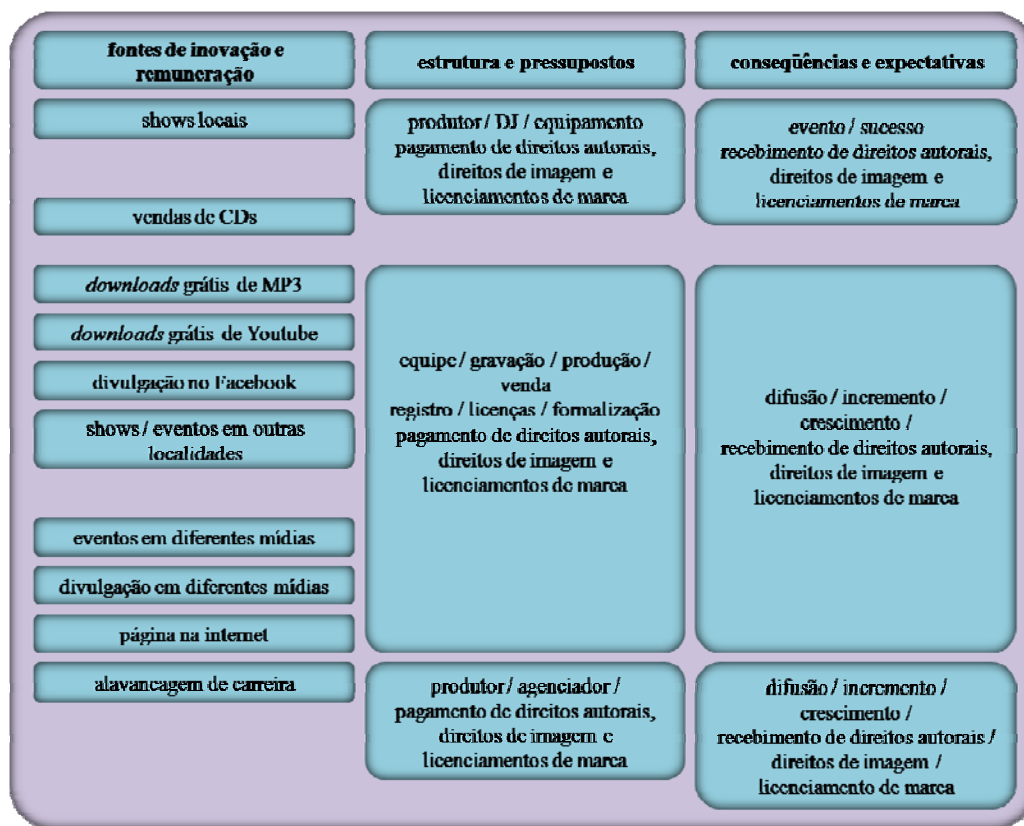 fontes de inovação e
remuneração
estrutura e pressupostos
conseqüências e expectativas
shows locais
produtor / DJ / equipamento
pagamento de direitos autorais,
direitos de imagem e
licenciamentos de marca
evento / sucesso
recebimento de direitos autorais,
direitos de imagem e
licenciamentos de marca
vendas de CDs
downloads grátis de MP3
downloads grátis de Youtube
divulgação no Facebook
shows / eventos em outras
localidades
equipe / gravação / produção /
venda
registro / licenças / formalização
pagamento de direitos autorais,
direitos de imagem e
licenciamentos de marca
difusão / incremento /
crescimento /
recebimento de direitos autorais,
direitos de imagem e
licenciamentos de marca
eventos em diferentes mídias
divulgação em diferentes mídias
página na internet
alavancagem de carreira
produtor / agenciador /
pagamento de direitos autorais,
direitos de imagem e
licenciamentos de marca
difusão / incremento /
crescimento /
recebimento de direitos autorais /
direitos de imagem /
licenciamento de marca